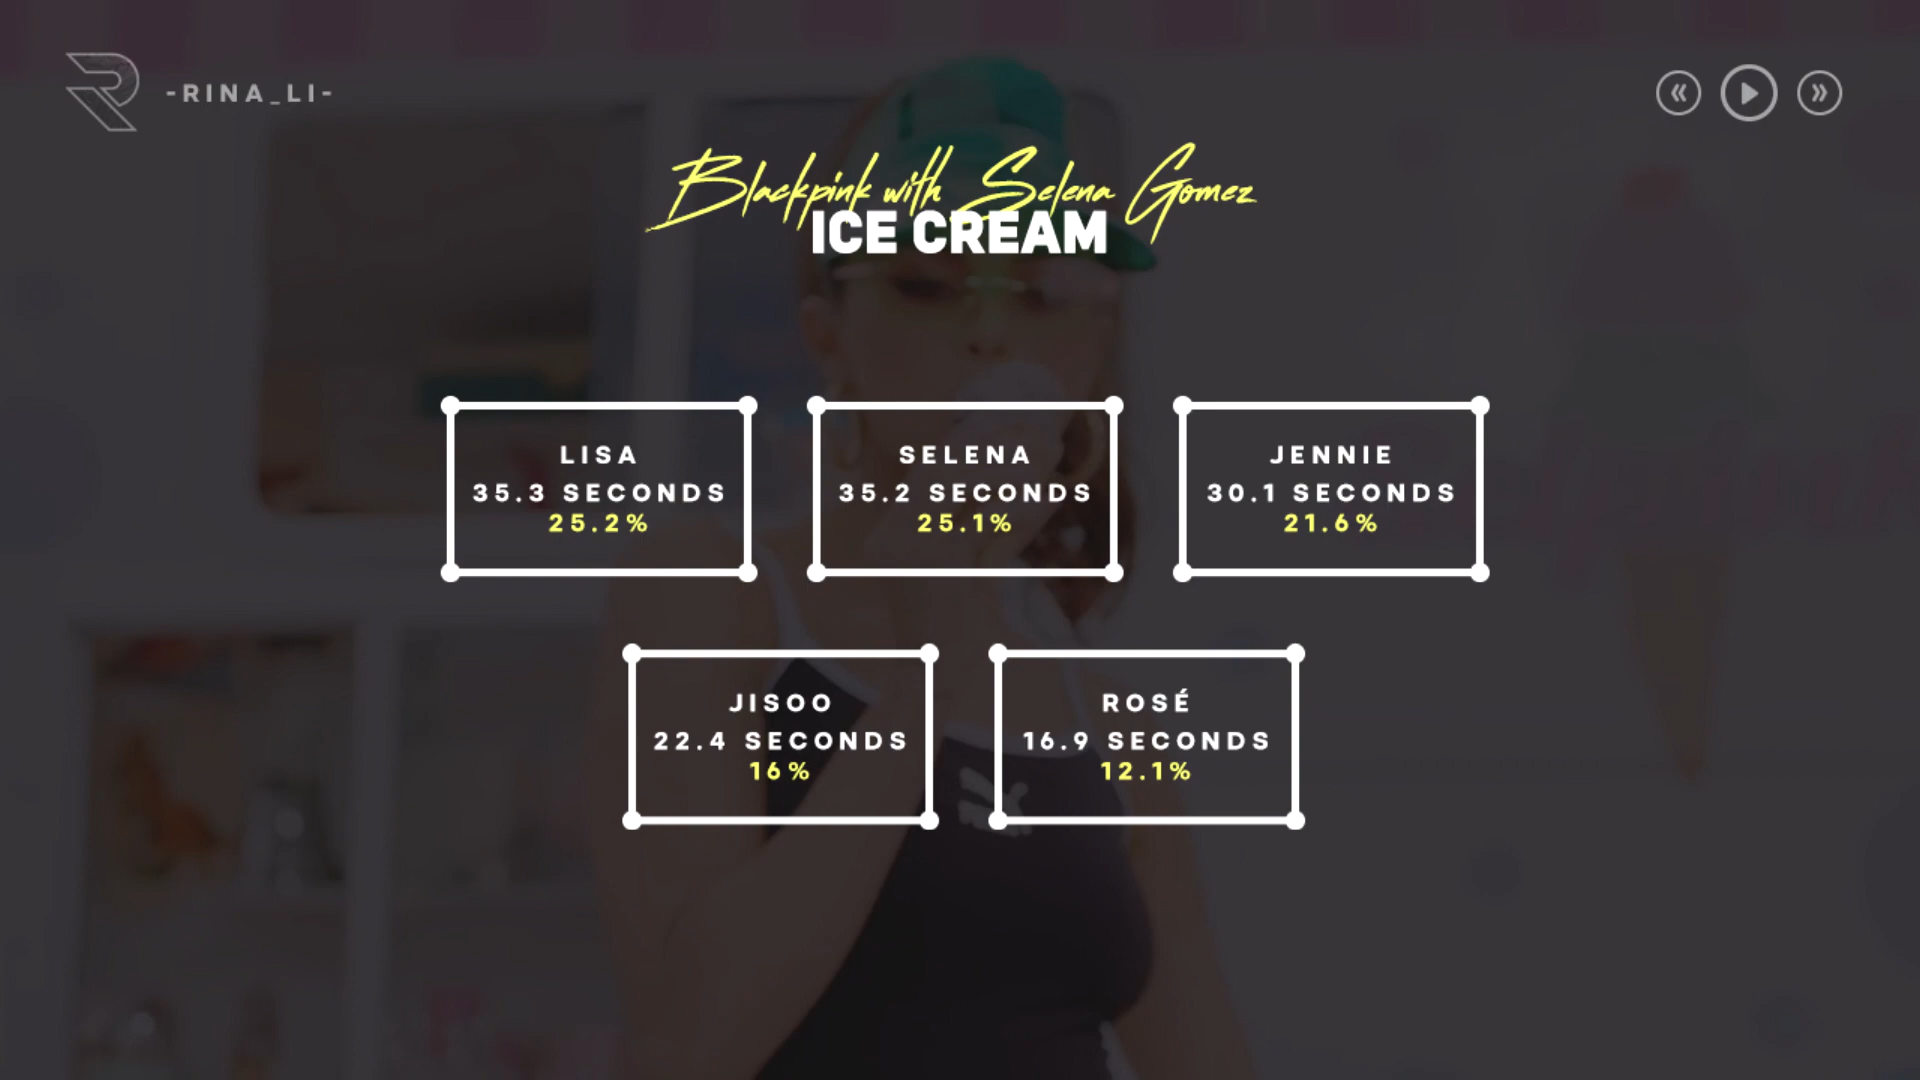 -RINA_LI-
Blackpink with Selena Gomez
ICE CREAM
LISA
35.3 SECONDS
25.2%
SELENA
35.2 SECONDS
25.1%
JENNIE
30.1 SECONDS
21.6%
JISOO
22.4 SECONDS
16%
ROSÉ
16.9 SECONDS
12.1%